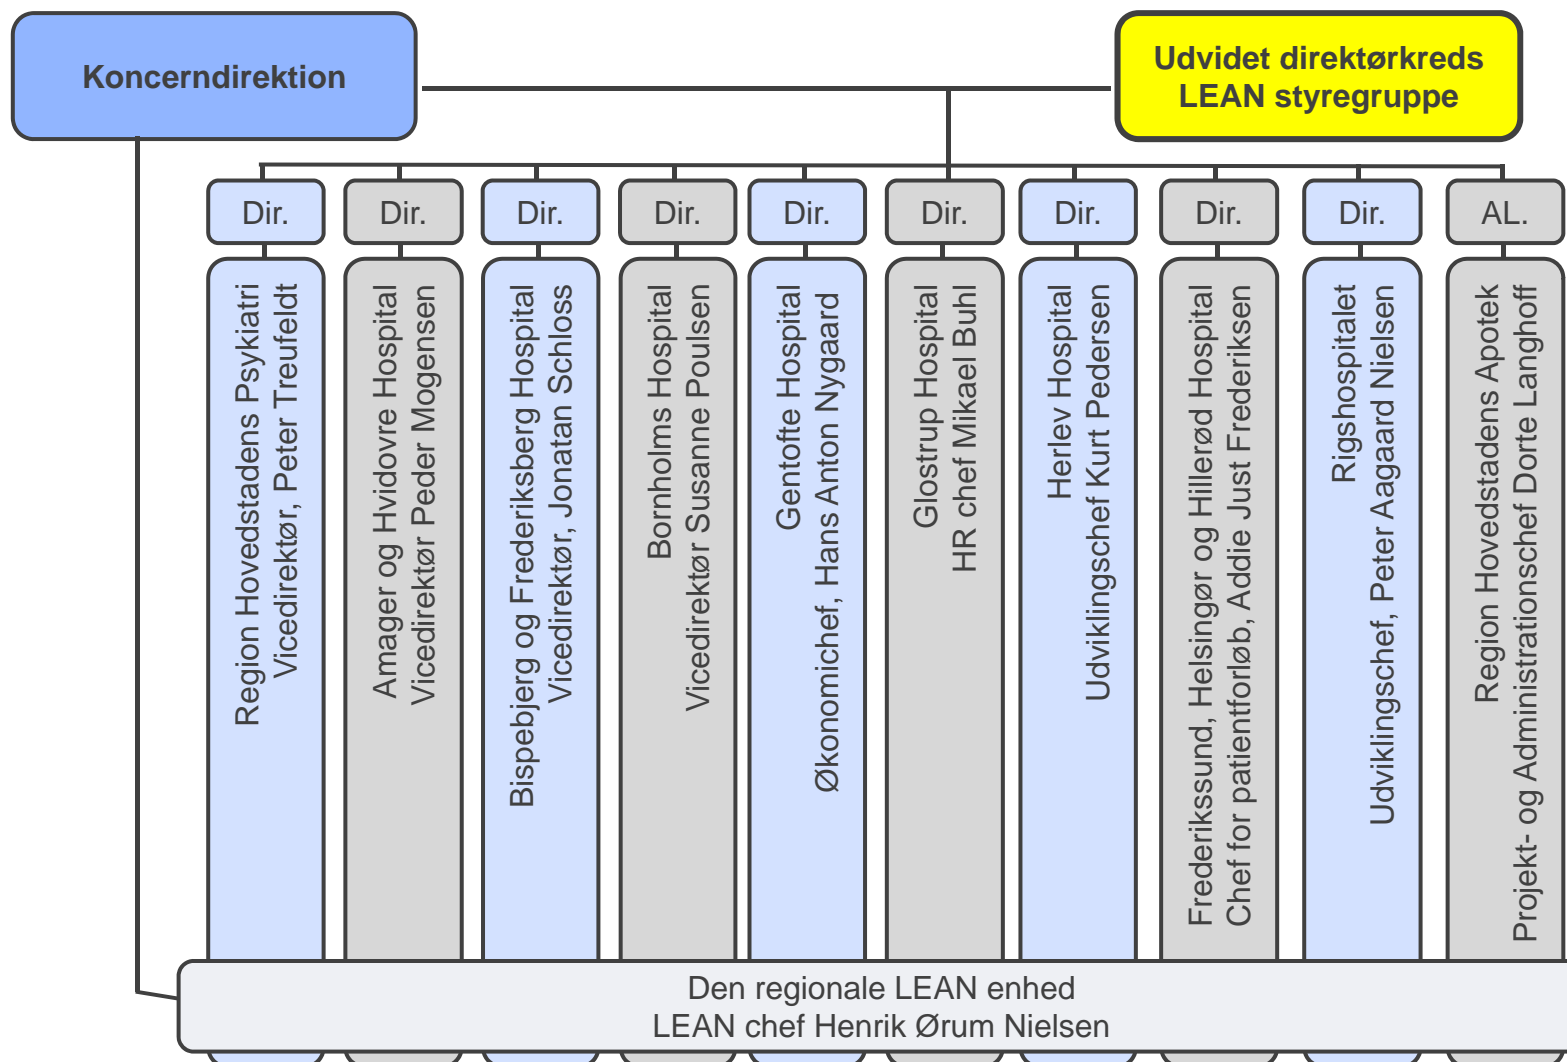 Koncerndirektion
Udvidet direktørkreds
LEAN styregruppe
Dir.
Dir.
Dir.
Dir.
Dir.
Dir.
Dir.
Dir.
Dir.
AL.
Region Hovedstadens Psykiatri
Vicedirektør, Peter Treufeldt
Amager og Hvidovre Hospital
Vicedirektør Peder Mogensen
Bispebjerg og Frederiksberg Hospital
Vicedirektør, Jonatan Schloss
Bornholms Hospital
Vicedirektør Susanne Poulsen
Gentofte Hospital
Økonomichef, Hans Anton Nygaard
Glostrup Hospital
HR chef Mikael Buhl
Herlev Hospital
Udviklingschef Kurt Pedersen
Frederikssund, Helsingør og Hillerød Hospital
Chef for patientforløb, Addie Just Frederiksen
Rigshospitalet
Udviklingschef, Peter Aagaard Nielsen
Region Hovedstadens Apotek
Projekt- og Administrationschef Dorte Langhoff
Den regionale LEAN enhed
LEAN chef Henrik Ørum Nielsen